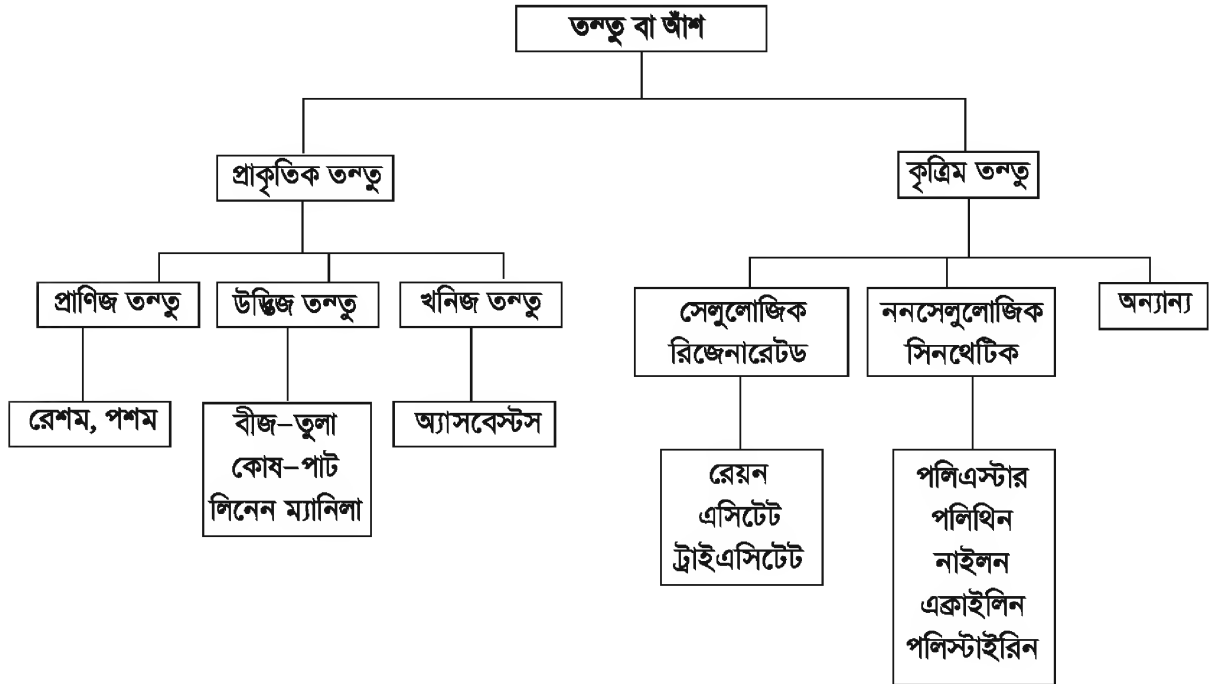 তন্তু বা আঁশ
প্রাকৃতিক তন্তু
কৃত্রিম তন্তু
প্রাণিজ তন্তু
উদ্ভিজ তন্তু
খনিজ তন্তু
সেলুলোজিক
রিজেনারেটড
ননসেলুলোজিক
সিনথেটিক
অন্যান্য
রেশম, পশম
বীজ–তুলা
কোষ–পাট
লিনেন ম্যানিলা
অ্যাসবেস্টস
রেয়ন
এসিটেট
ট্রাইএসিটেট
পলিএস্টার
পলিথিন
নাইলন
এক্রাইলিন
পলিস্টাইরিন